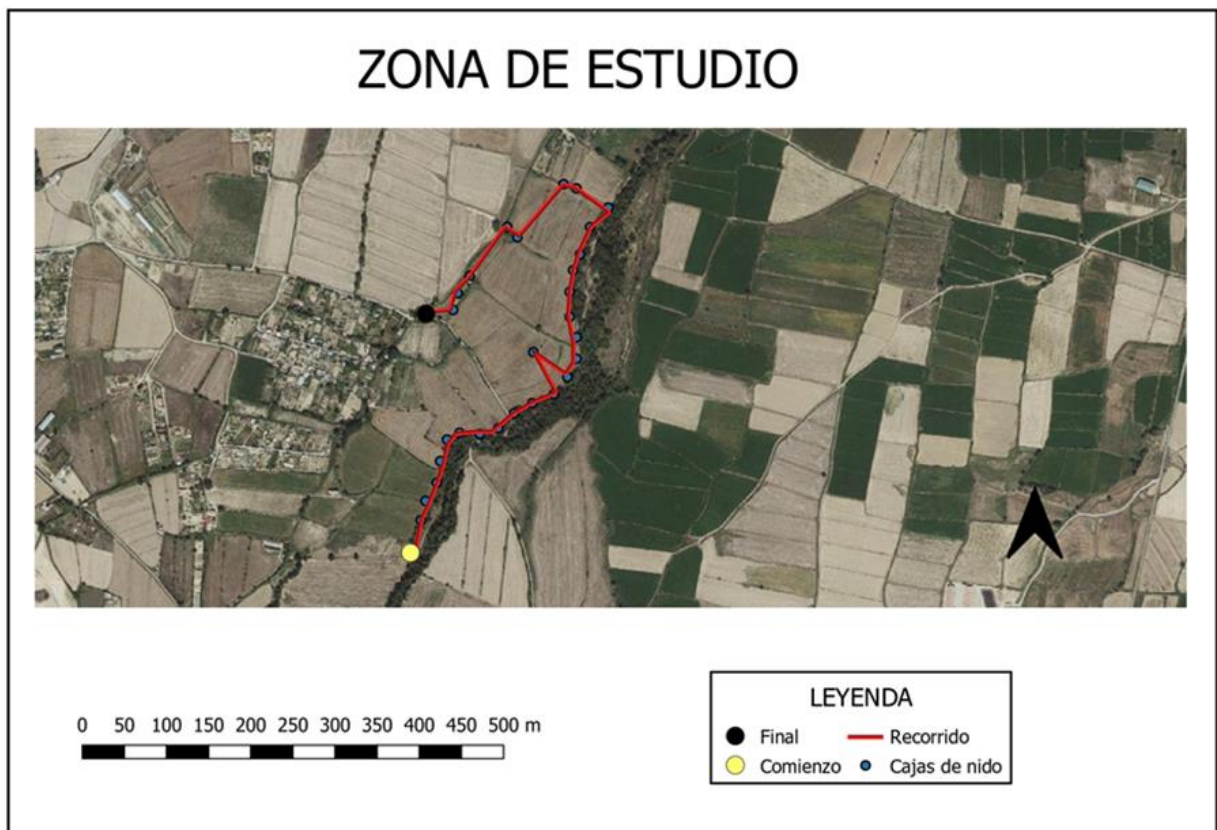 ZONA DE ESTUDIO
0 50 100 150 200 250 300 350 400 450 500 m
LEYENDA
Final
Recorrido
Comienzo
Cajas de nido